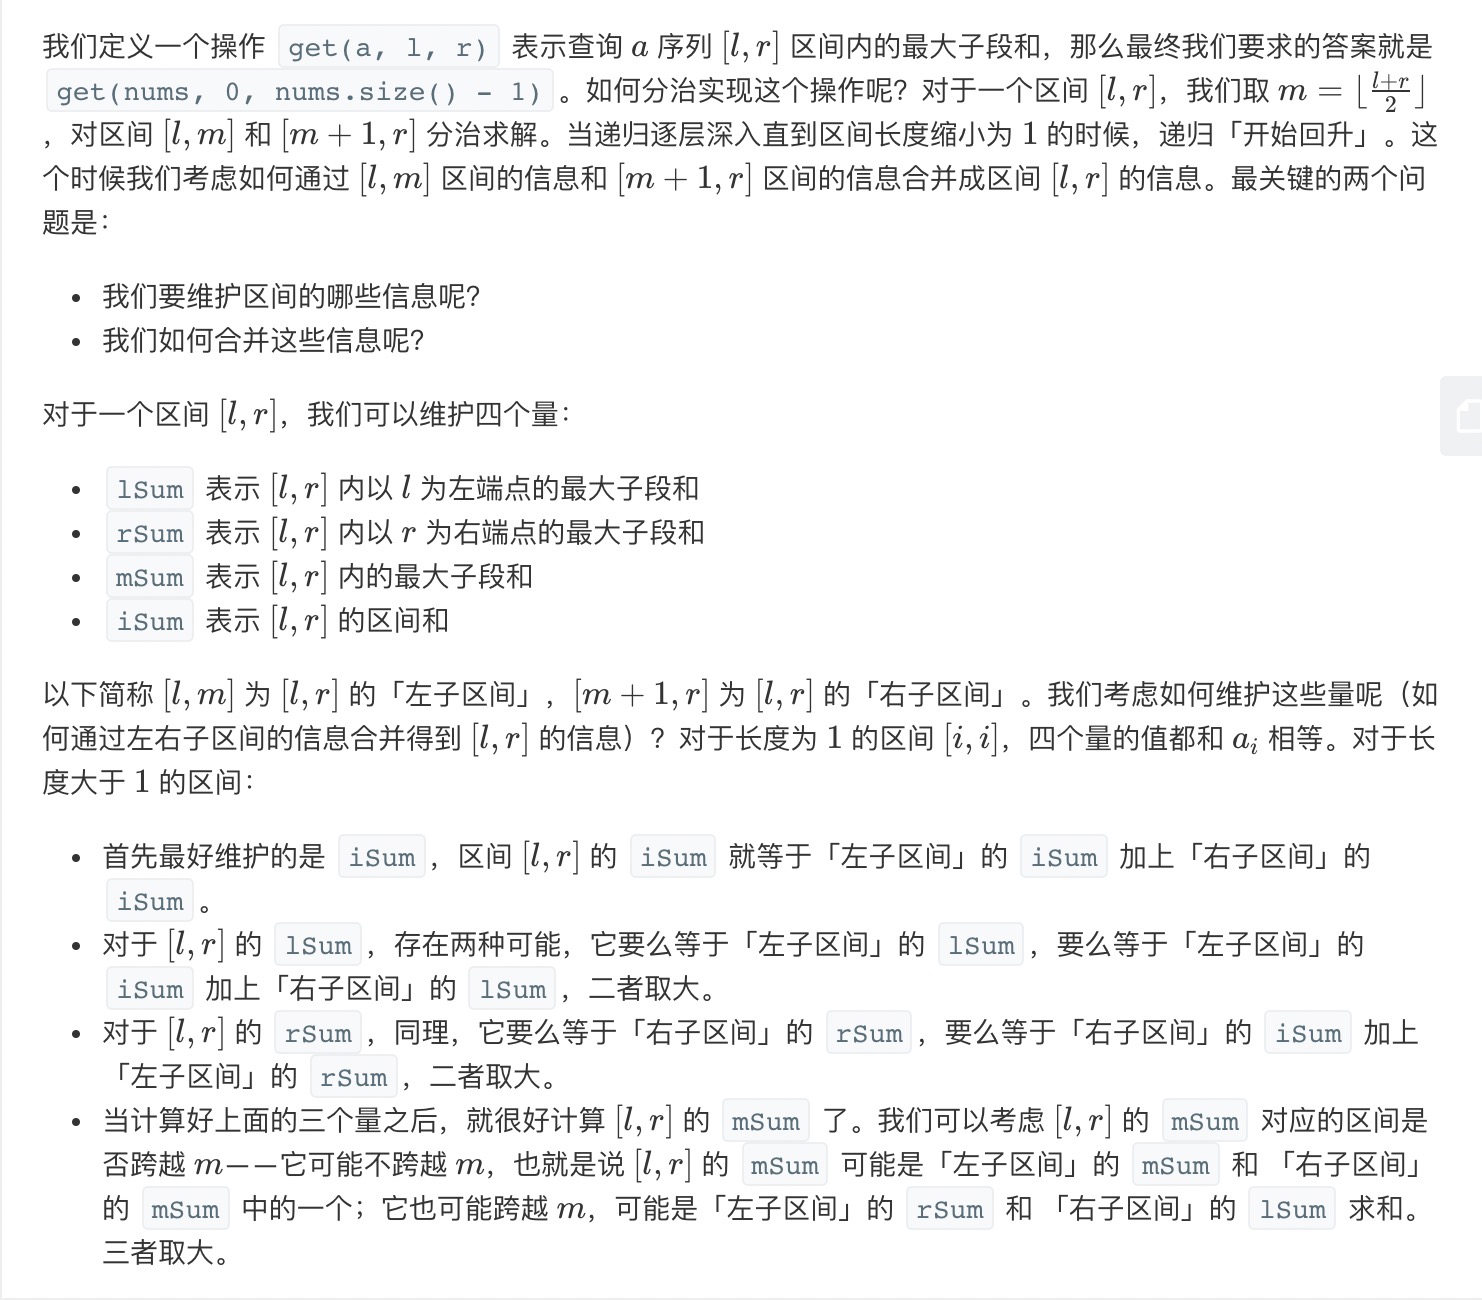 我们定义一个操作 get(a, l, r) 表示查询 a 序列 [l, r] 区间内的最大子段和，那么最终我们要求的答案就是
get(nums, 0, nums.size() - 1) 。如何分治实现这个操作呢？对于一个区间 [l, r]，我们取 m = ⌊(l+r)/2⌋
，对区间 [l, m] 和 [m + 1, r] 分治求解。当递归逐层深入直到区间长度缩小为 1 的时候，递归「开始回升」。这
个时候我们考虑如何通过 [l, m] 区间的信息和 [m + 1, r] 区间的信息合并成区间 [l, r] 的信息。最关键的两个问
题是：
• 我们要维护区间的哪些信息呢？
• 我们如何合并这些信息呢？
对于一个区间 [l, r]，我们可以维护四个量：
• lSum 表示 [l, r] 内以 l 为左端点的最大子段和
• rSum 表示 [l, r] 内以 r 为右端点的最大子段和
• mSum 表示 [l, r] 内的最大子段和
• iSum 表示 [l, r] 的区间和
以下简称 [l, m] 为 [l, r] 的「左子区间」，[m + 1, r] 为 [l, r] 的「右子区间」。我们考虑如何维护这些量呢（如
何通过左右子区间的信息合并得到 [l, r] 的信息）？对于长度为 1 的区间 [i, i]，四个量的值都和 aᵢ 相等。对于长
度大于 1 的区间：
• 首先最好维护的是 iSum，区间 [l, r] 的 iSum 就等于「左子区间」的 iSum 加上「右子区间」的
iSum。
• 对于 [l, r] 的 lSum，存在两种可能，它要么等于「左子区间」的 lSum，要么等于「左子区间」的
iSum 加上「右子区间」的 lSum，二者取大。
• 对于 [l, r] 的 rSum，同理，它要么等于「右子区间」的 rSum，要么等于「右子区间」的 iSum 加上
「左子区间」的 rSum，二者取大。
• 当计算好上面的三个量之后，就很好计算 [l, r] 的 mSum 了。我们可以考虑 [l, r] 的 mSum 对应的区间是
否跨越 m——它可能不跨越 m，也就是说 [l, r] 的 mSum 可能是「左子区间」的 mSum 和 「右子区间」
的 mSum 中的一个；它也可能跨越 m，可能是「左子区间」的 rSum 和 「右子区间」的 lSum 求和。
三者取大。